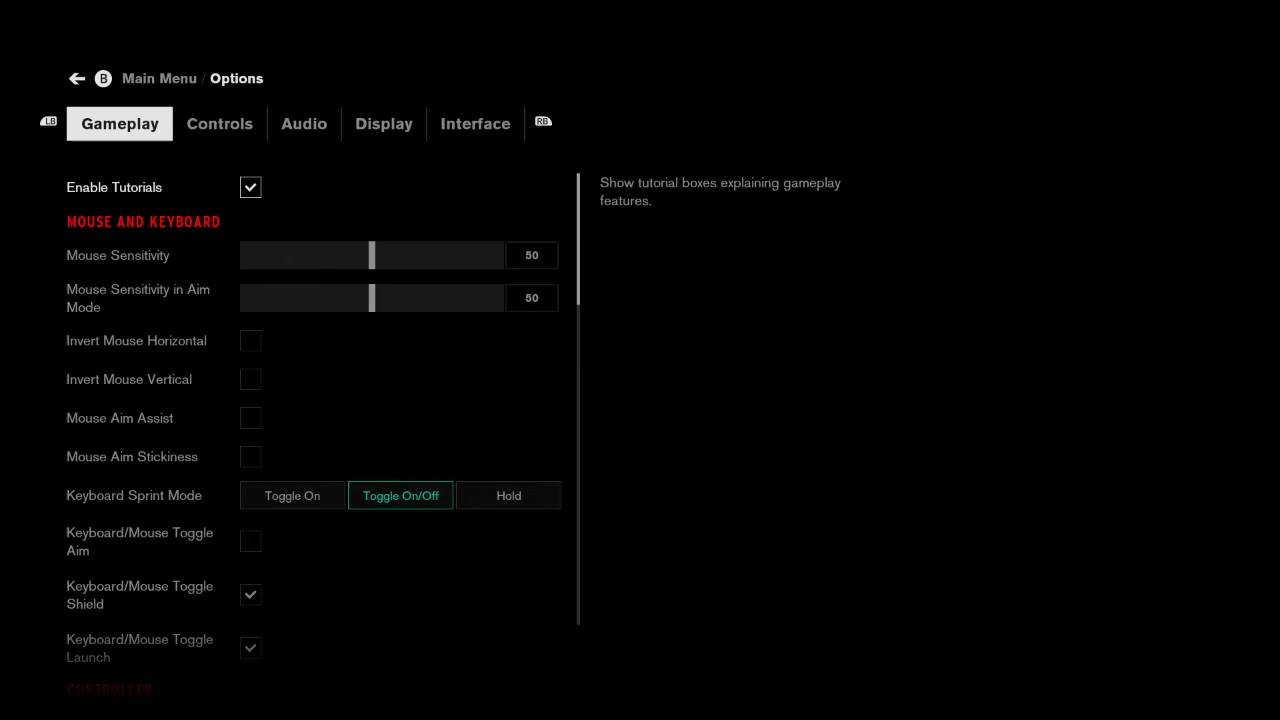 B Main Menu / Options
LB Gameplay Controls Audio Display Interface RB
Enable Tutorials
Show tutorial boxes explaining gameplay
features.
MOUSE AND KEYBOARD
Mouse Sensitivity 50
Mouse Sensitivity in Aim
Mode 50
Invert Mouse Horizontal
Invert Mouse Vertical
Mouse Aim Assist
Mouse Aim Stickiness
Keyboard Sprint Mode Toggle On Toggle On/Off Hold
Keyboard/Mouse Toggle
Aim
Keyboard/Mouse Toggle
Shield
Keyboard/Mouse Toggle
Launch
CONTROLLER